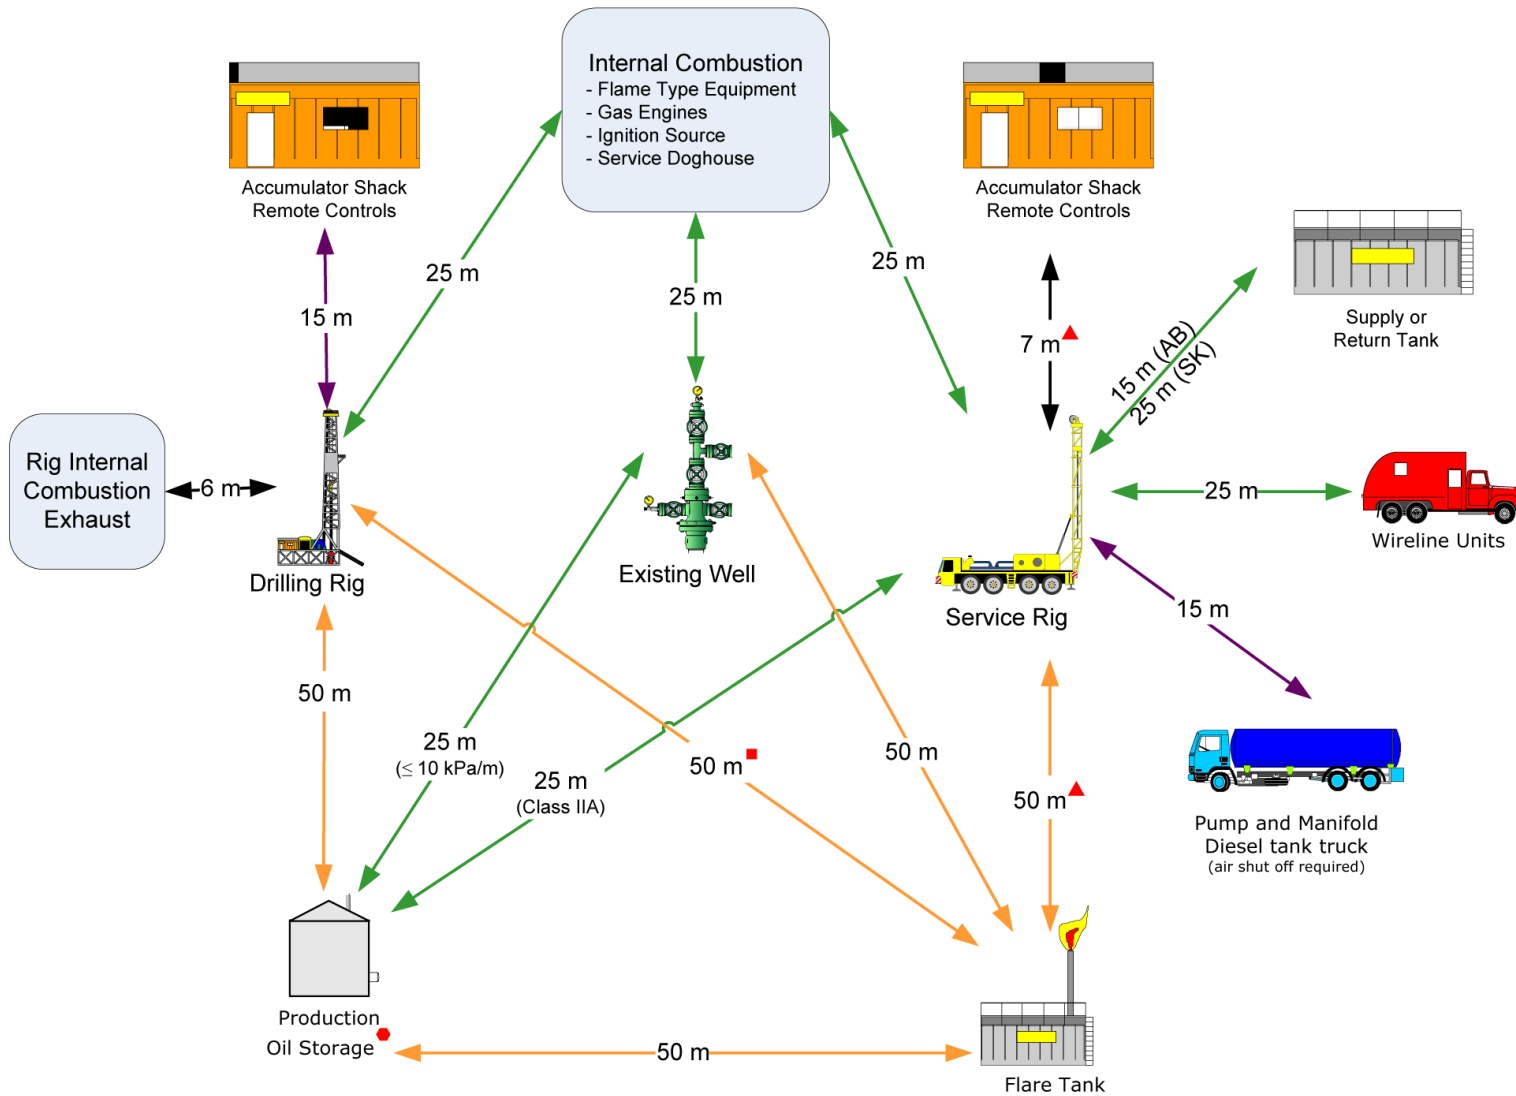 Internal Combustion
- Flame Type Equipment
- Gas Engines
- Ignition Source
- Service Doghouse
Accumulator Shack
Remote Controls
Accumulator Shack
Remote Controls
25 m
25 m
25 m
15 m
7 m
15 m (AB)
25 m (SK)
Supply or
Return Tank
Rig Internal
Combustion
Exhaust
6 m
Drilling Rig
Existing Well
Service Rig
25 m
Wireline Units
15 m
50 m
25 m
(≤ 10 kPa/m)
25 m
(Class IIA)
50 m
50 m
50 m
Pump and Manifold
Diesel tank truck
(air shut off required)
Production
Oil Storage
50 m
Flare Tank